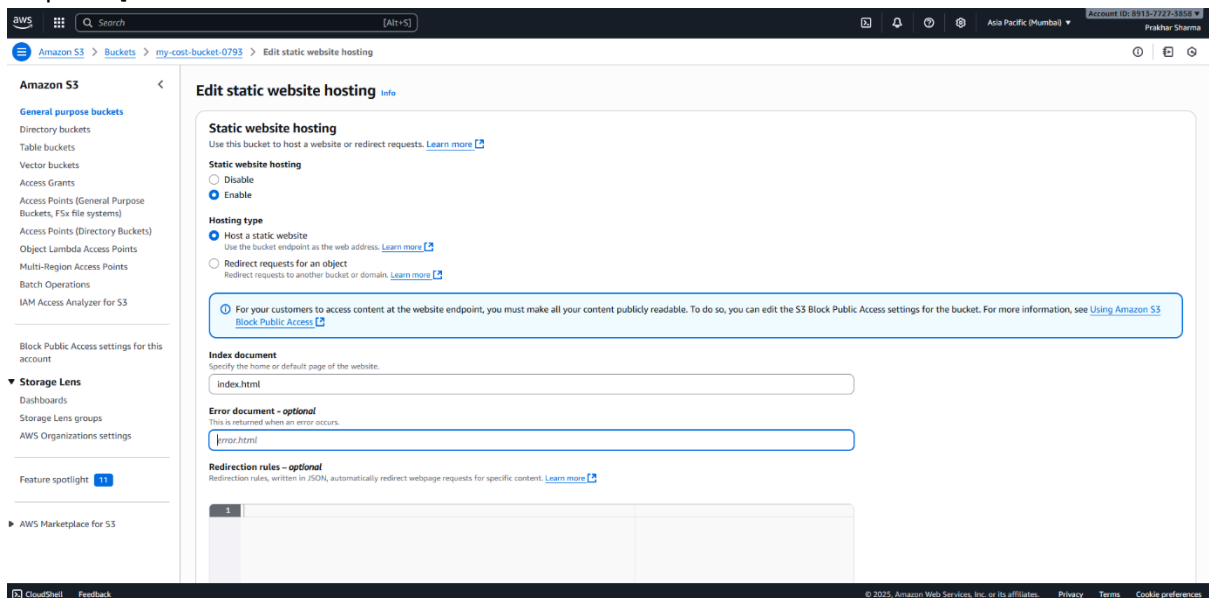 aws
Search [Alt+S]
Asia Pacific (Mumbai) ▼
Account ID: 8913-7727-3858 ▼
Prakhar Sharma
Amazon S3 > Buckets > my-cost-bucket-0793 > Edit static website hosting
Amazon S3
General purpose buckets
Directory buckets
Table buckets
Vector buckets
Access Grants
Access Points (General Purpose
Buckets, FSx file systems)
Access Points (Directory Buckets)
Object Lambda Access Points
Multi-Region Access Points
Batch Operations
IAM Access Analyzer for S3
Block Public Access settings for this
account
▼ Storage Lens
Dashboards
Storage Lens groups
AWS Organizations settings
Feature spotlight 11
▶ AWS Marketplace for S3
Edit static website hosting Info
Static website hosting
Use this bucket to host a website or redirect requests. Learn more
Static website hosting
Disable
Enable
Hosting type
Host a static website
Use the bucket endpoint as the web address. Learn more
Redirect requests for an object
Redirect requests to another bucket or domain. Learn more
For your customers to access content at the website endpoint, you must make all your content publicly readable. To do so, you can edit the S3 Block Public Access settings for the bucket. For more information, see Using Amazon S3
Block Public Access
Index document
Specify the home or default page of the website.
index.html
Error document - optional
This is returned when an error occurs.
error.html
Redirection rules – optional
Redirection rules, written in JSON, automatically redirect webpage requests for specific content. Learn more
1
CloudShell Feedback
© 2025, Amazon Web Services, Inc. or its affiliates. Privacy Terms Cookie preferences